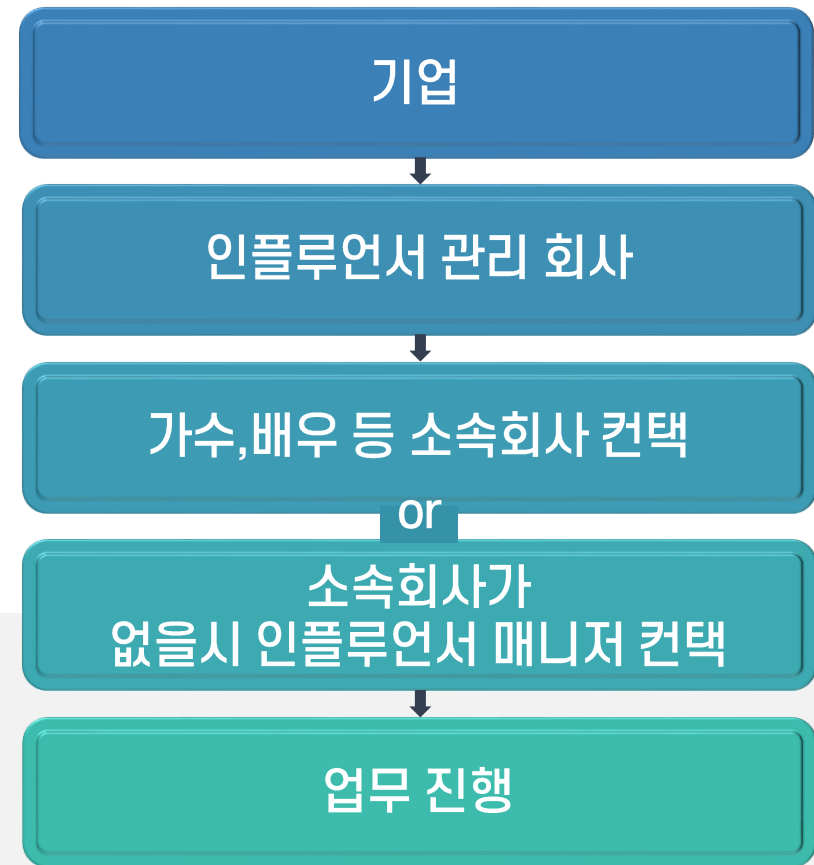 기업
인플루언서 관리 회사
가수,배우 등 소속회사 컨택
or
소속회사가
없을시 인플루언서 매니저 컨택
업무 진행